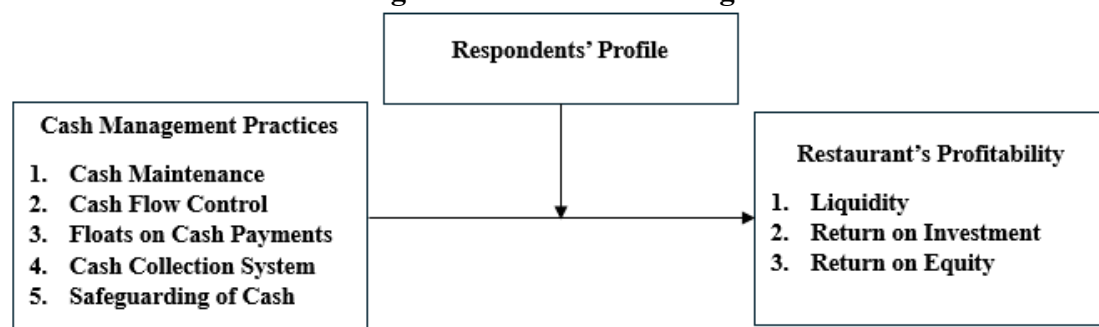 Respondents' Profile
Cash Management Practices
1. Cash Maintenance
2. Cash Flow Control
3. Floats on Cash Payments
4. Cash Collection System
5. Safeguarding of Cash
Restaurant's Profitability
1. Liquidity
2. Return on Investment
3. Return on Equity